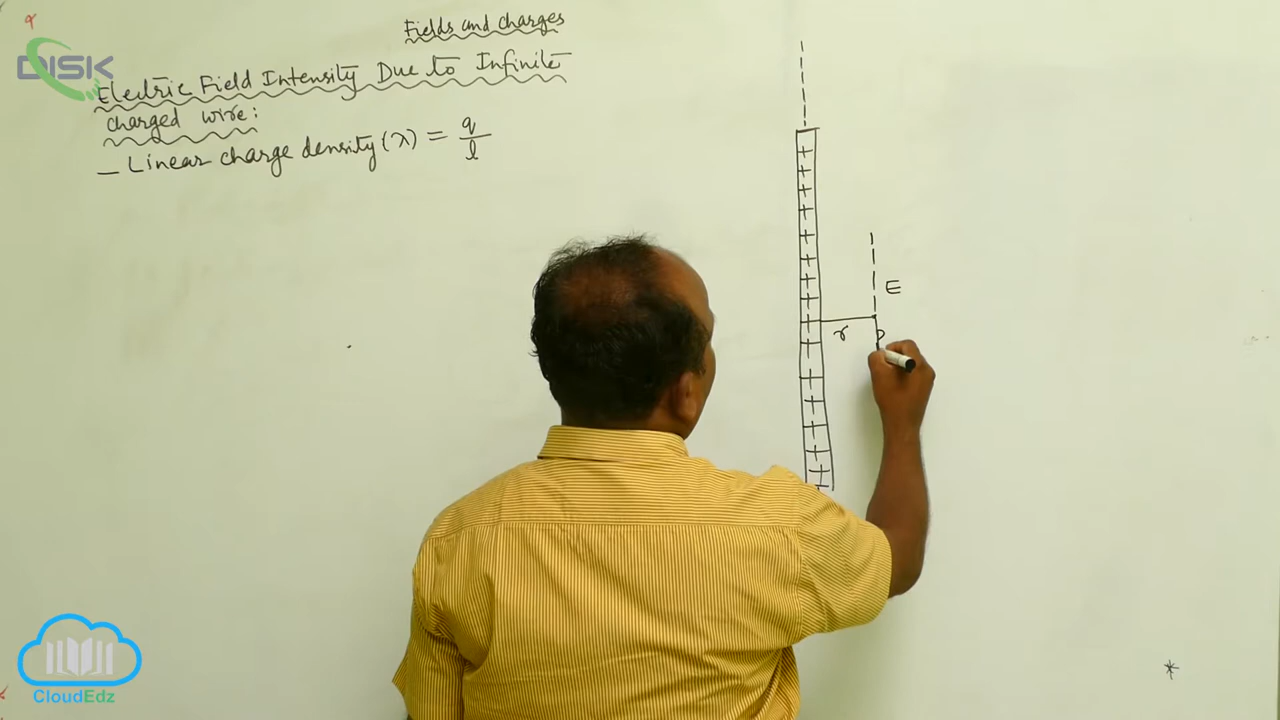 Fields and charges
DISK
Electric Field Intensity Due to Infinite
charged wire:
— Linear charge density (λ) = q/l
E
r
P
CloudEdz